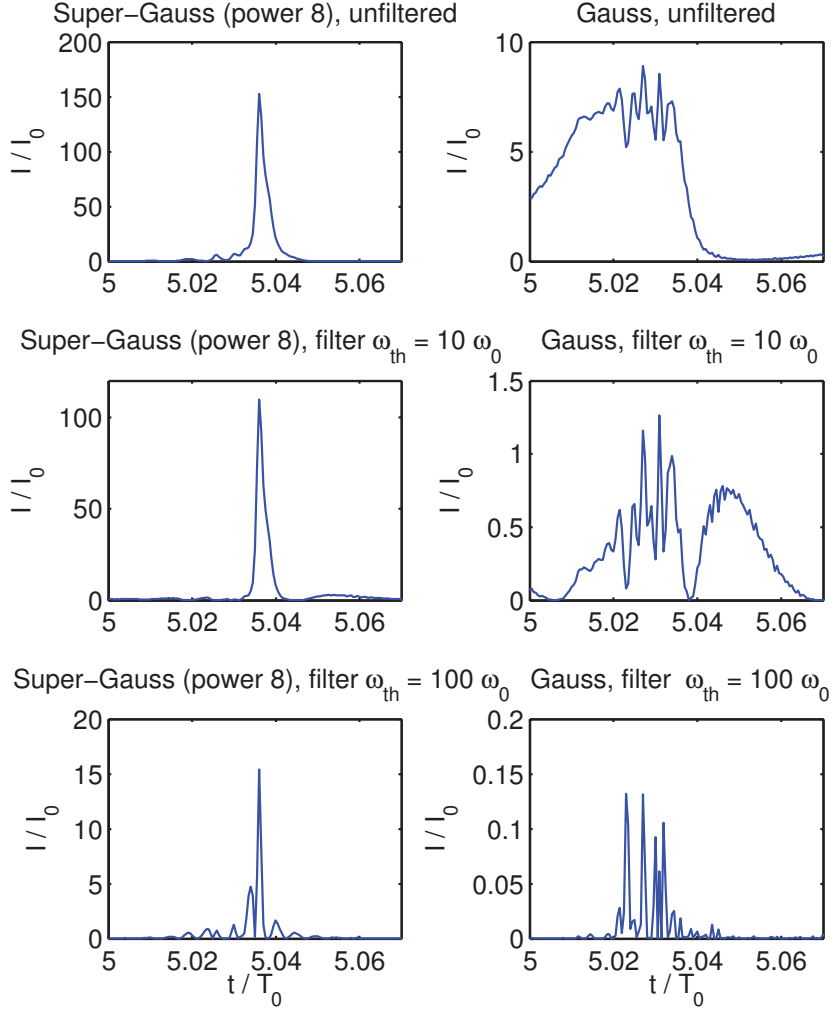 Super−Gauss (power 8), unfiltered
200
150
100
50
0
I / I0
5 5.02 5.04 5.06
Gauss, unfiltered
10
5
0
I / I0
5 5.02 5.04 5.06
Super−Gauss (power 8), filter ωth = 10 ω0
100
50
0
I / I0
5 5.02 5.04 5.06
Gauss, filter ωth = 10 ω0
1.5
1
0.5
0
I / I0
5 5.02 5.04 5.06
Super−Gauss (power 8), filter ωth = 100 ω0
20
15
10
5
0
I / I0
5 5.02 5.04 5.06
t / T0
Gauss, filter ωth = 100 ω0
0.2
0.15
0.1
0.05
0
I / I0
5 5.02 5.04 5.06
t / T0